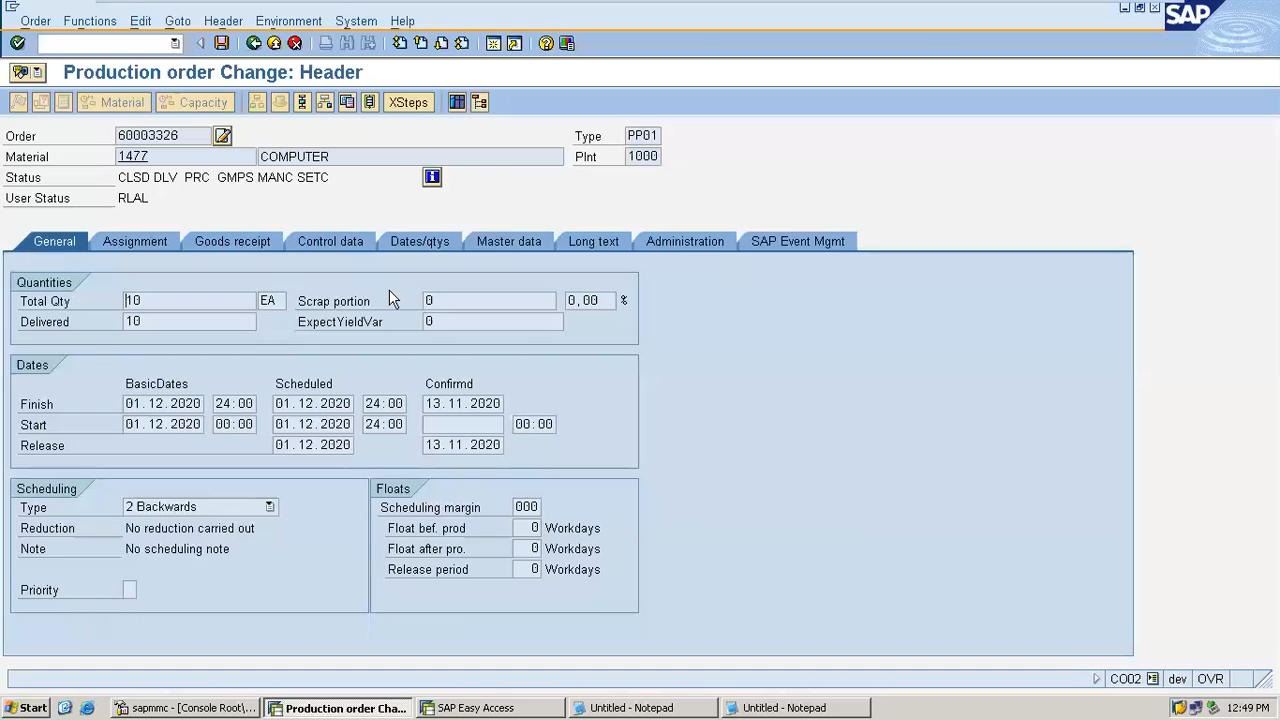 Order Functions Edit Goto Header Environment System Help
SAP
Production order Change: Header
Material Capacity XSteps
Order 60003326 Type PP01
Material 1477 COMPUTER Plnt 1000
Status CLSD DLV PRC GMPS MANC SETC
User Status RLAL
General Assignment Goods receipt Control data Dates/qtys Master data Long text Administration SAP Event Mgmt
Quantities
Total Qty 10 EA Scrap portion 0 0,00 %
Delivered 10 ExpectYieldVar 0
Dates
BasicDates Scheduled Confirmd
Finish 01.12.2020 24:00 01.12.2020 24:00 13.11.2020
Start 01.12.2020 00:00 01.12.2020 24:00 00:00
Release 01.12.2020 13.11.2020
Scheduling Floats
Type 2 Backwards Scheduling margin 000
Reduction No reduction carried out Float bef. prod 0 Workdays
Note No scheduling note Float after pro. 0 Workdays
Release period 0 Workdays
Priority
CO02 dev OVR
Start sapmmc - [Console Root\... Production order Cha... SAP Easy Access Untitled - Notepad Untitled - Notepad 12:49 PM